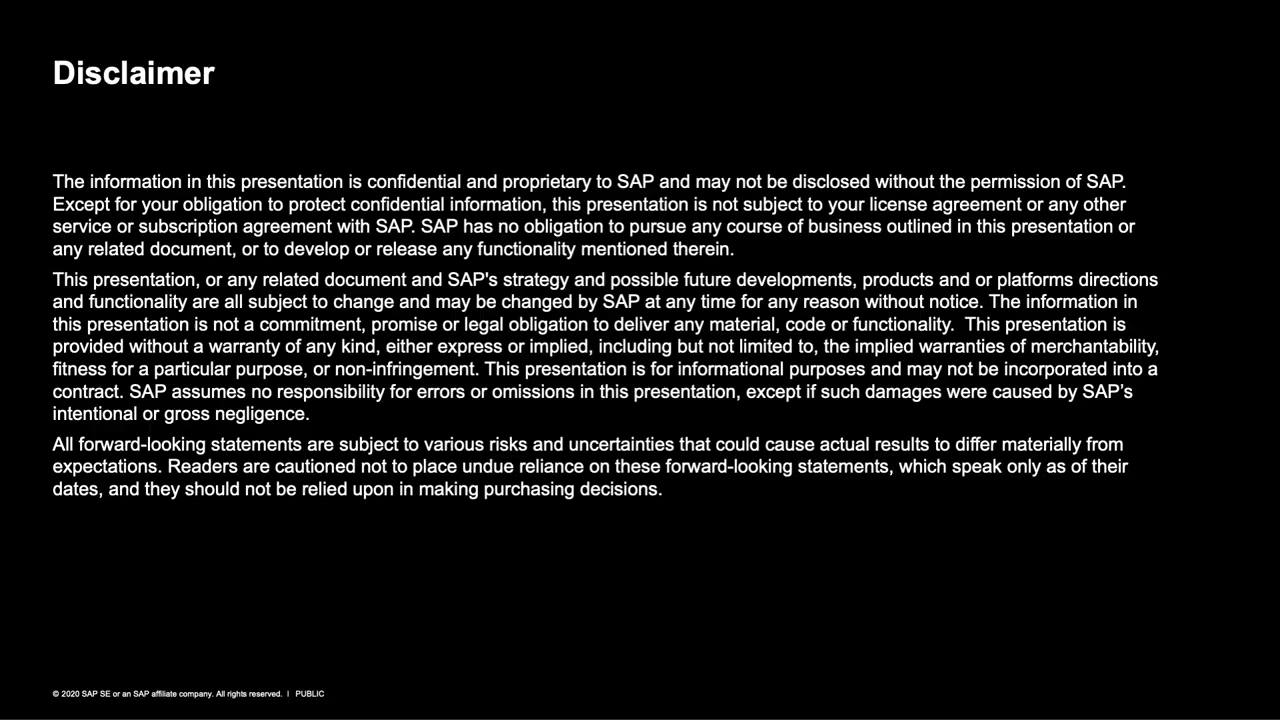 Disclaimer
The information in this presentation is confidential and proprietary to SAP and may not be disclosed without the permission of SAP.
Except for your obligation to protect confidential information, this presentation is not subject to your license agreement or any other
service or subscription agreement with SAP. SAP has no obligation to pursue any course of business outlined in this presentation or
any related document, or to develop or release any functionality mentioned therein.
This presentation, or any related document and SAP's strategy and possible future developments, products and or platforms directions
and functionality are all subject to change and may be changed by SAP at any time for any reason without notice. The information in
this presentation is not a commitment, promise or legal obligation to deliver any material, code or functionality.  This presentation is
provided without a warranty of any kind, either express or implied, including but not limited to, the implied warranties of merchantability,
fitness for a particular purpose, or non-infringement. This presentation is for informational purposes and may not be incorporated into a
contract. SAP assumes no responsibility for errors or omissions in this presentation, except if such damages were caused by SAP’s
intentional or gross negligence.
All forward-looking statements are subject to various risks and uncertainties that could cause actual results to differ materially from
expectations. Readers are cautioned not to place undue reliance on these forward-looking statements, which speak only as of their
dates, and they should not be relied upon in making purchasing decisions.
© 2020 SAP SE or an SAP affiliate company. All rights reserved. | PUBLIC